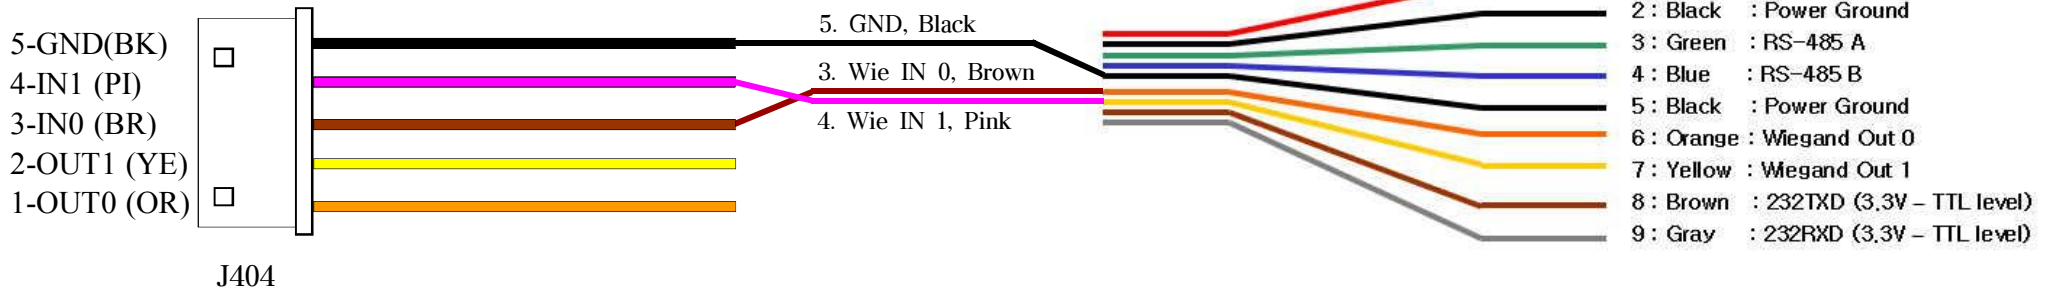 5-GND(BK)
4-IN1 (PI)
3-IN0 (BR)
2-OUT1 (YE)
1-OUT0 (OR)
J404
5. GND, Black
3. Wie IN 0, Brown
4. Wie IN 1, Pink
2 : Black : Power Ground
3 : Green : RS-485 A
4 : Blue : RS-485 B
5 : Black : Power Ground
6 : Orange : Wiegand Out 0
7 : Yellow : Wiegand Out 1
8 : Brown : 232TXD (3.3V - TTL level)
9 : Gray : 232RXD (3.3V - TTL level)